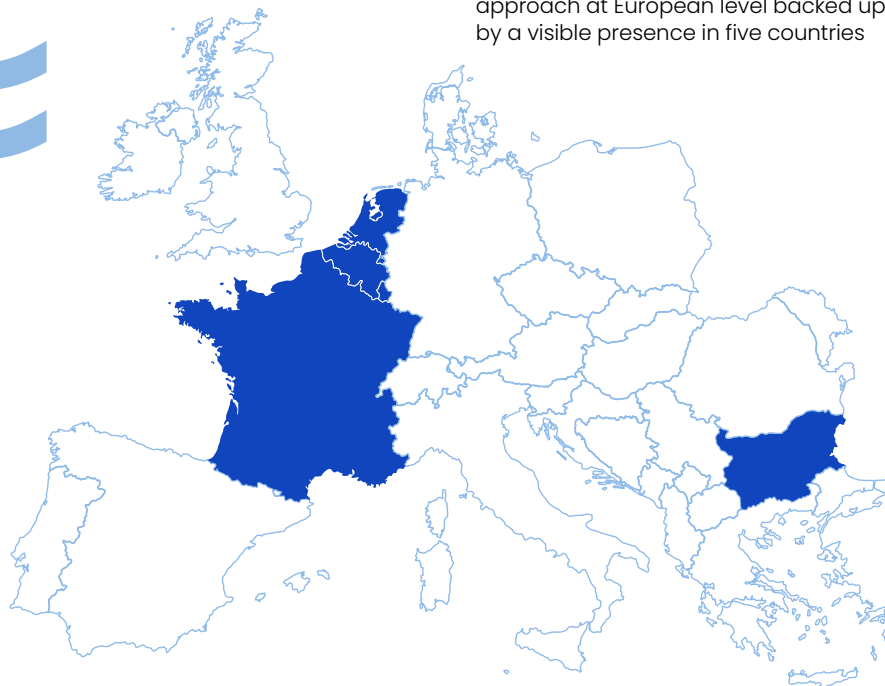 approach at European level backed up
by a visible presence in five countries